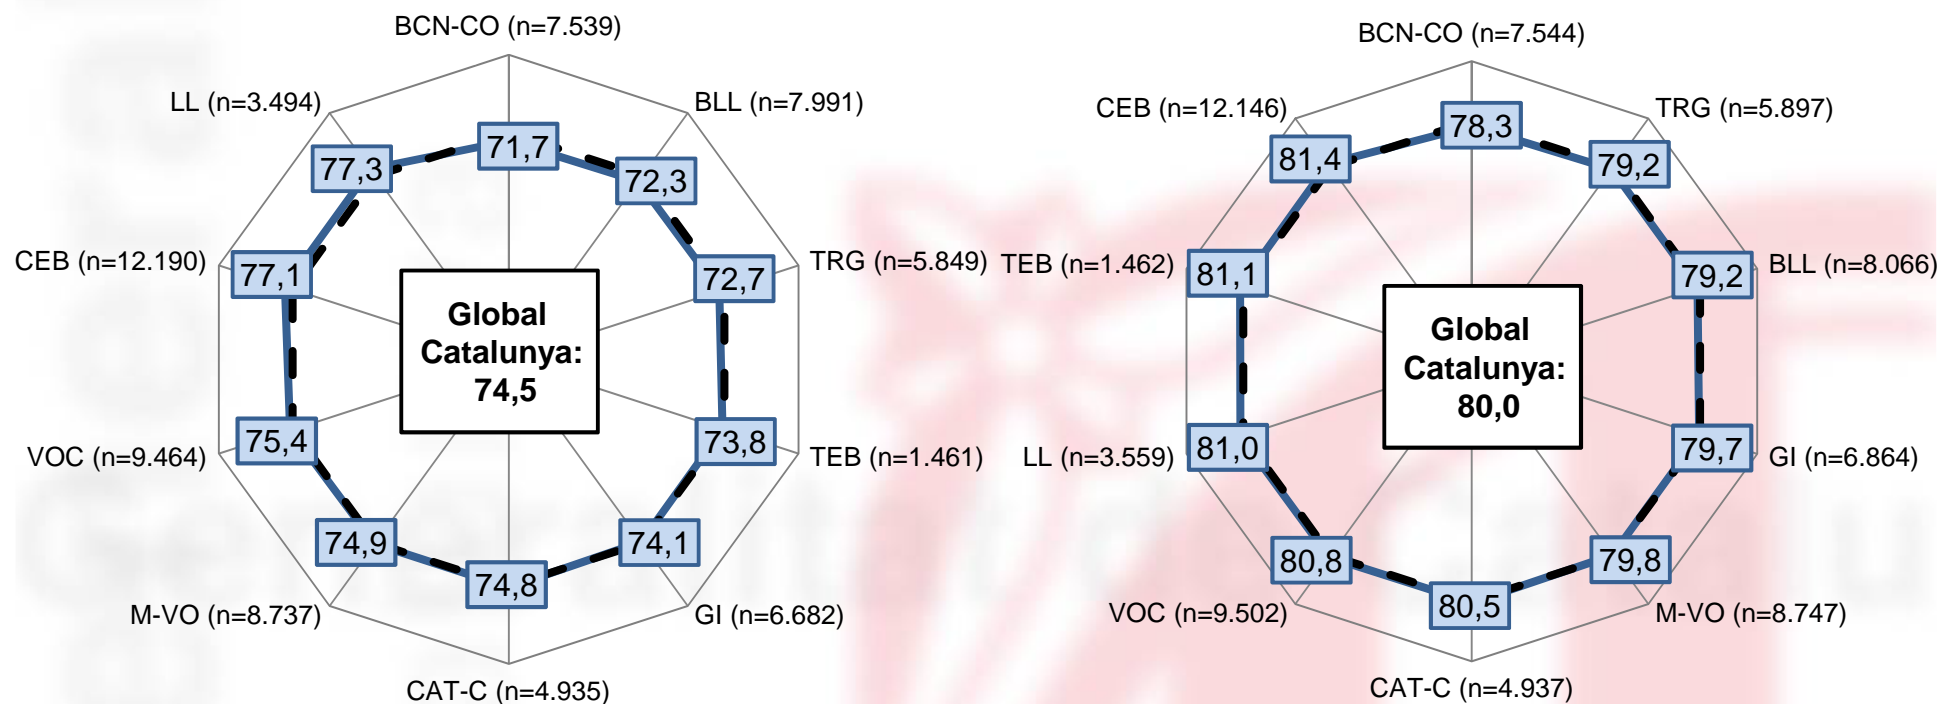 BCN-CO (n=7.539)
LL (n=3.494)
BLL (n=7.991)
71,7
77,3
72,3
CEB (n=12.190)
77,1
72,7
TRG (n=5.849)
Global
Catalunya:
74,5
VOC (n=9.464)
75,4
73,8
TEB (n=1.461)
74,9
74,1
74,8
M-VO (n=8.737)
GI (n=6.682)
CAT-C (n=4.935)
BCN-CO (n=7.544)
CEB (n=12.146)
TRG (n=5.897)
78,3
81,4
79,2
TEB (n=1.462)
81,1
79,2
BLL (n=8.066)
Global
Catalunya:
80,0
LL (n=3.559)
81,0
79,7
GI (n=6.864)
80,8
79,8
80,5
VOC (n=9.502)
M-VO (n=8.747)
CAT-C (n=4.937)